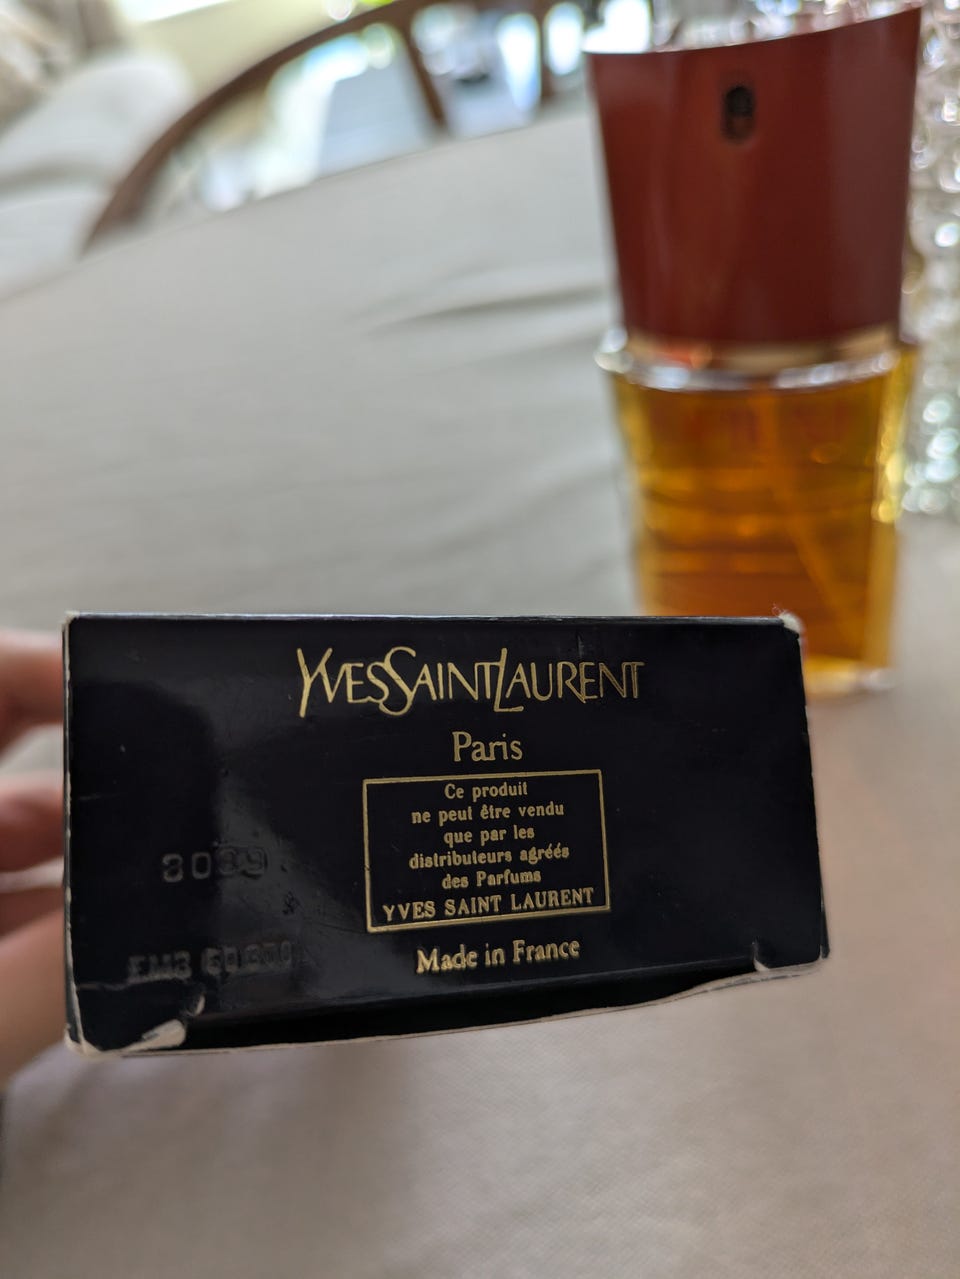 YVESSAINTLAURENT
Paris
Ce produit
ne peut être vendu
que par les
distributeurs agréés
des Parfums
YVES SAINT LAURENT
Made in France
EMB